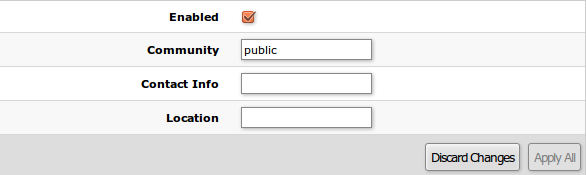 Enabled
Community public
Contact Info
Location
Discard Changes Apply All